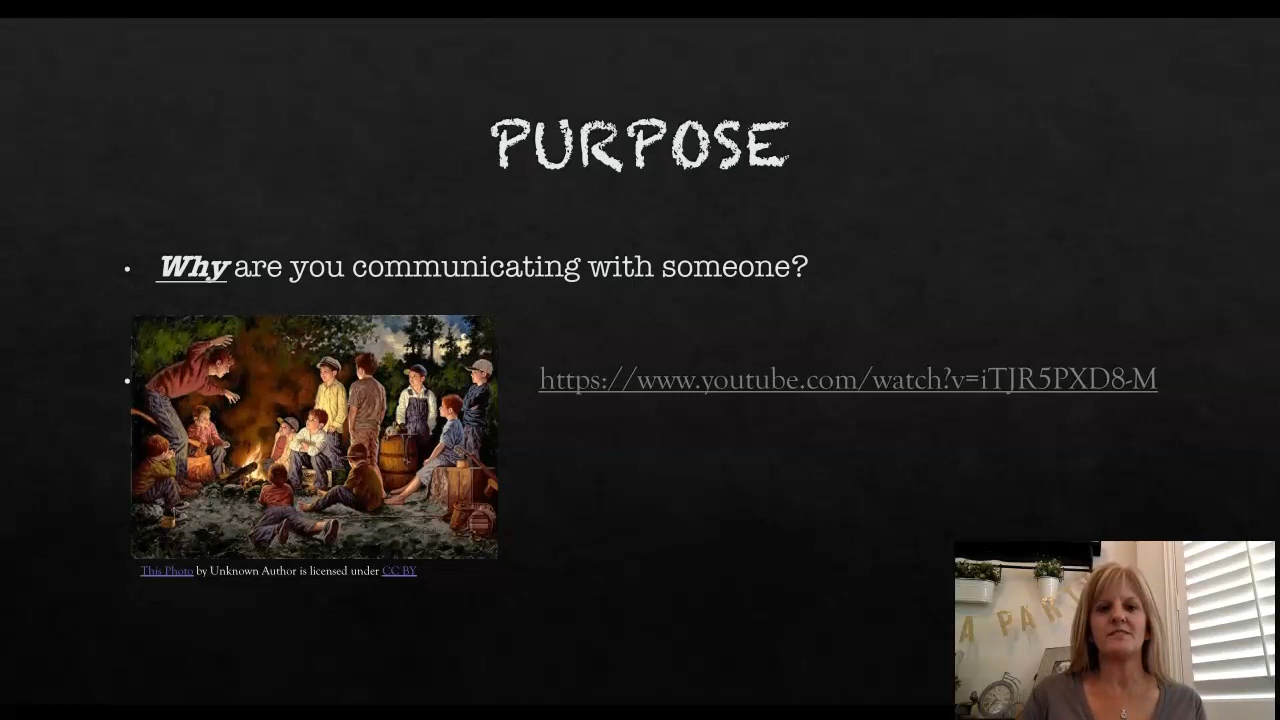 PURPOSE
• Why are you communicating with someone?
• https://www.youtube.com/watch?v=iTJR5PXD8-M
This Photo by Unknown Author is licensed under CC BY
A PAR